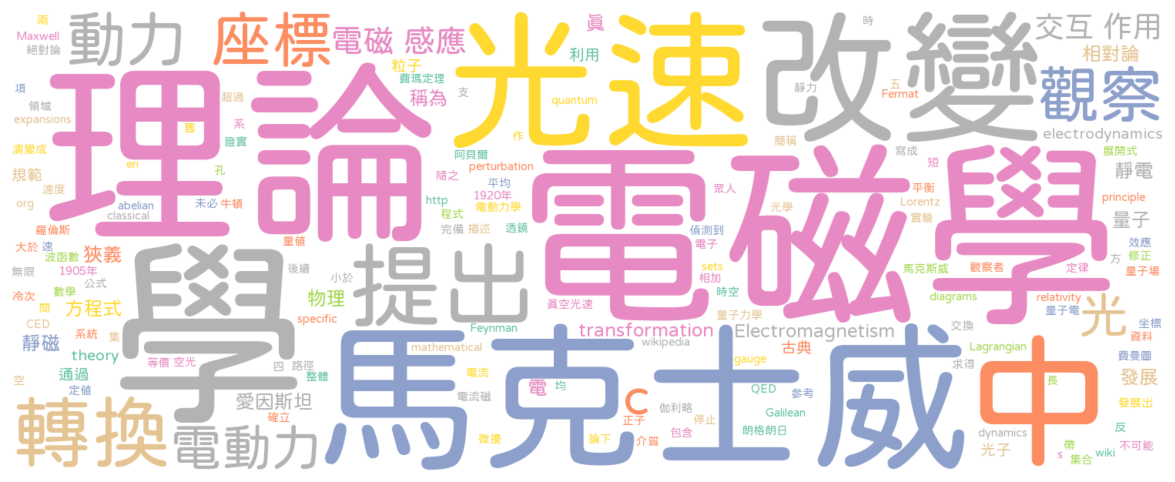 兩
Maxwell
絕對論
動力
座標
電磁 感應
光速
眞
利用
改變
時
交互 作用
相對論
觀察
electrodynamics
項
領域
expansions
理論
超過
舊
系
證實
費瑪定理
粒子
稱為
支
quantum
作
靜力
五
Fermat
簡稱
寫成
短
展開式
靜電
廣變成
規範
速度
org
en
孔
阿貝爾
perturbation
隨之
平均
1920年
http
電動力學
程式
完備 描述
透鏡
電磁學
眾人
光學
偵測到
電子
平衡
Lorentz
實驗
principle
量子
abelian
classical
未必 牛頓
羅倫斯
量値
大於 速
波函數
狹義
無限
1905年
公式
冷次
數學
間
方程式
CED
系統
集
靜磁
theory
通過
等價 空光
空
定値
學
後續
小於
物理
specific
四 路徑
整體
提出
眞空光速
Feynman
transformation
wikipedia
sets
相加
時空
量子力學
Electromagnetism
馬克斯威
觀察者
定律
diagrams
relativity
量子電
效應
修正
方
量子場
光
坐標
資料
交換
Lagrangian
求得
費曼圖
發展
發展出
轉換
電動力
愛因斯坦
確立
馬克士威
mathematical
電流
電流磁
電
均
微擾
論下
C
正子
介質
伽利略
停止
包含
gauge
古典
QED
參考
Galilean
朗格朗日
中
長
dynamics
光子
s
帶
集合
wiki
反
不可能